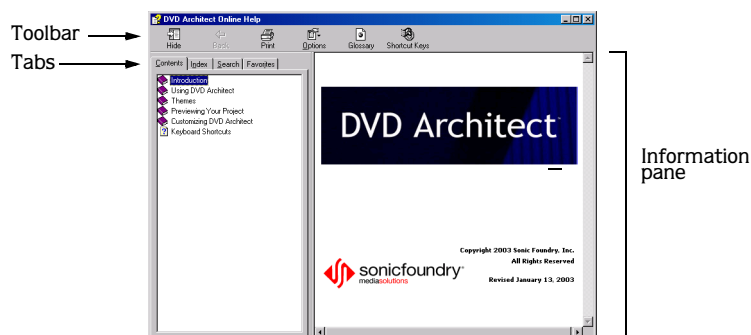 DVD Architect Online Help
Toolbar
Hide Back Print Options Glossary Shortcut Keys
Tabs
Contents Index Search Favorites
Introduction
Using DVD Architect
Themes
Previewing Your Project
Customizing DVD Architect
Keyboard Shortcuts
DVD Architect
Information
pane
Copyright 2003 Sonic Foundry, Inc.
All Rights Reserved
sonicfoundry
mediasolutions
Revised January 13, 2003